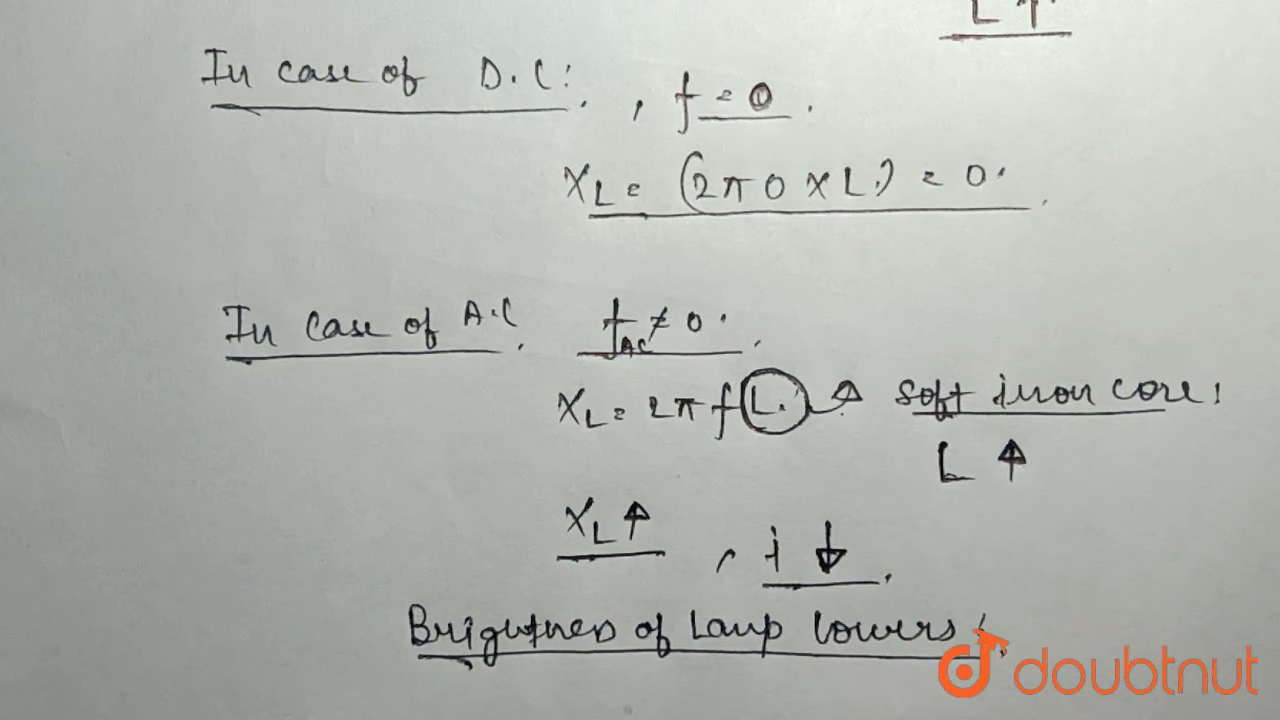 L ↑
In case of D.C: , f = 0 .
XL = (2π 0 × L.) = 0.
In case of A.C. fAC ≠ 0 .
XL = 2π f L. → soft iron core:
L ↑
XL ↑ , i ↓ .
Brightness of Lamp lowers !
doubtnut